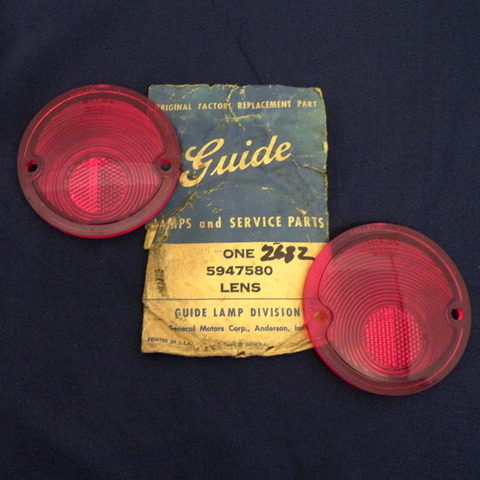 ORIGINAL FACTORY REPLACEMENT PART
Guide
LAMPS and SERVICE PARTS
ONE 2682
5947580
LENS
GUIDE LAMP DIVISION
General Motors Corp., Anderson, In
PRINTED IN U.S.A.